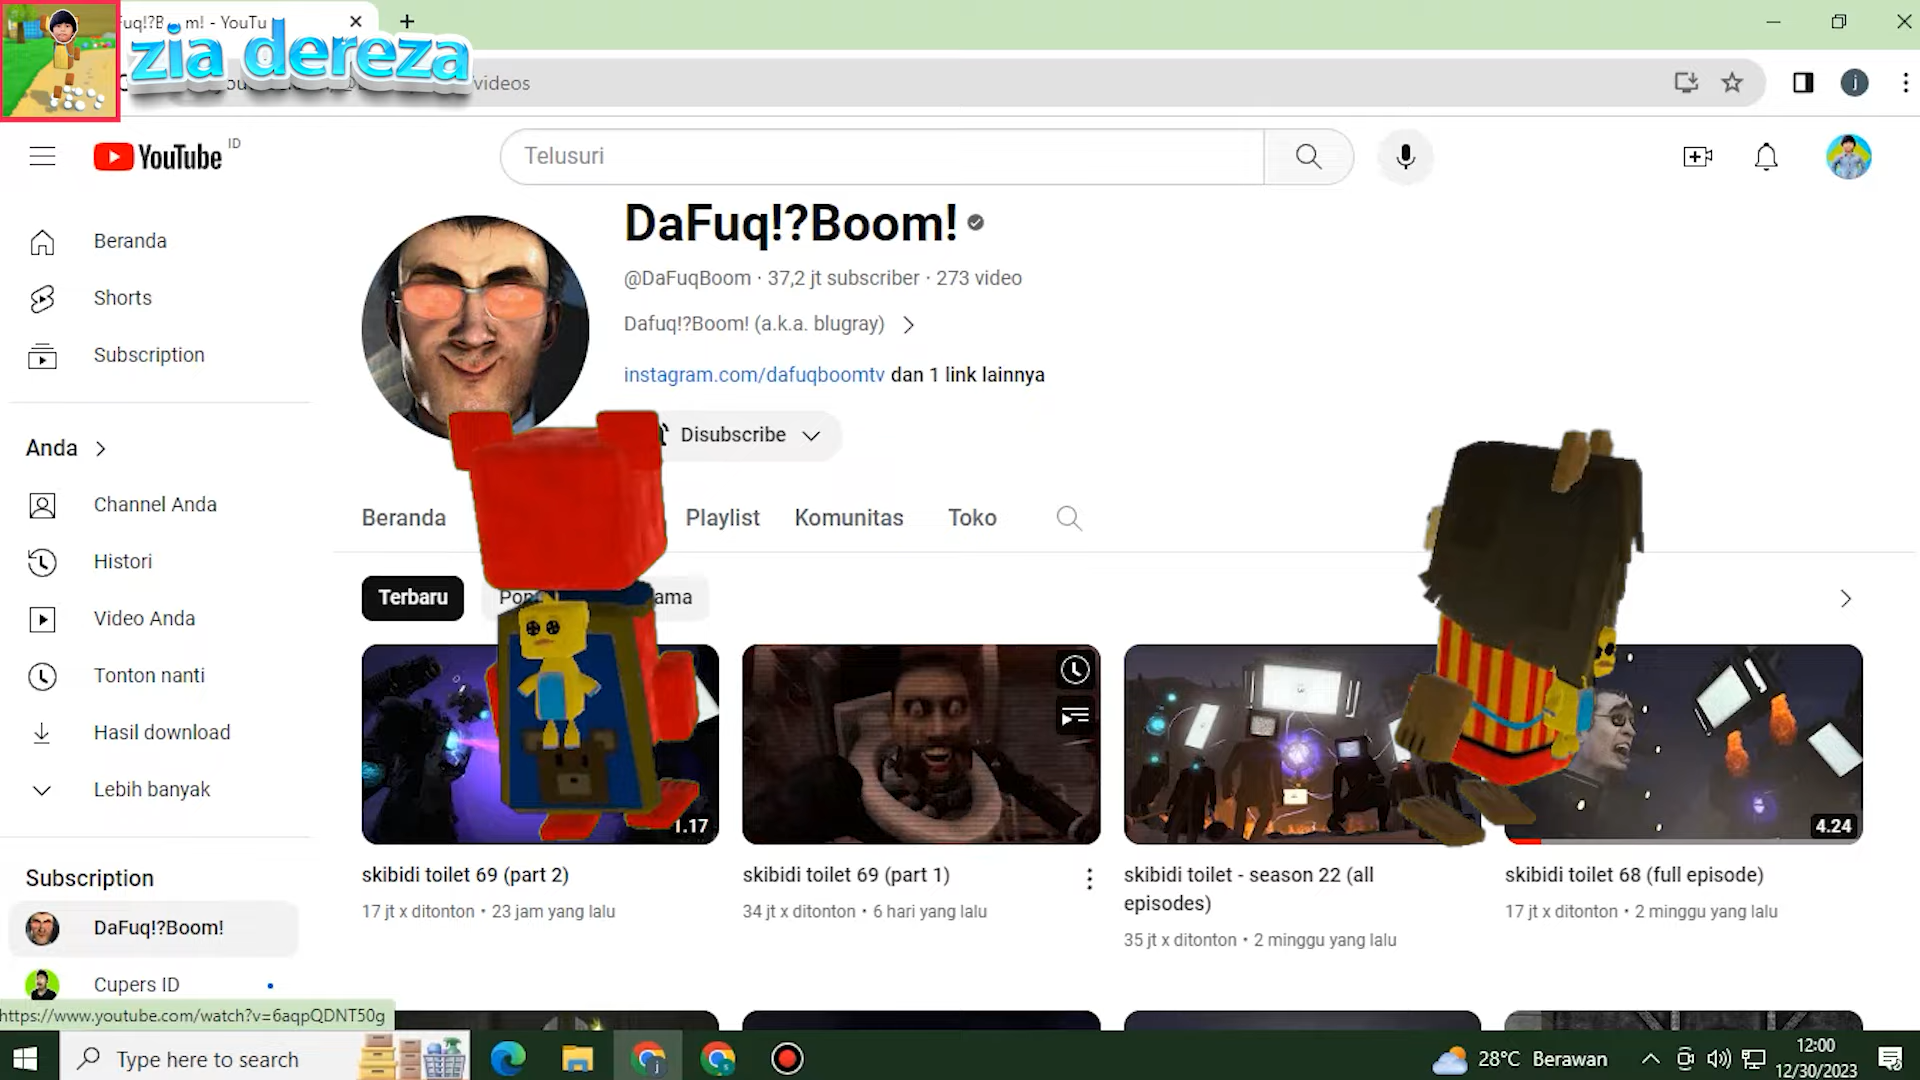 m! - YouTu
zia dereza
videos
YouTube ID
Telusuri
DaFuq!?Boom!
@DaFuqBoom · 37,2 jt subscriber · 273 video
Dafuq!?Boom! (a.k.a. blugray)
instagram.com/dafuqboomtv dan 1 link lainnya
Disubscribe
Beranda
Shorts
Subscription
Anda
Channel Anda
Histori
Video Anda
Tonton nanti
Hasil download
Lebih banyak
Subscription
DaFuq!?Boom!
Cupers ID
Beranda Playlist Komunitas Toko
Terbaru
1.17
skibidi toilet 69 (part 2)
17 jt x ditonton • 23 jam yang lalu
skibidi toilet 69 (part 1)
34 jt x ditonton • 6 hari yang lalu
skibidi toilet - season 22 (all
episodes)
35 jt x ditonton • 2 minggu yang lalu
4.24
skibidi toilet 68 (full episode)
17 jt x ditonton • 2 minggu yang lalu
https://www.youtube.com/watch?v=6aqpQDNT50g
Type here to search
28°C Berawan
12:00
12/30/2023